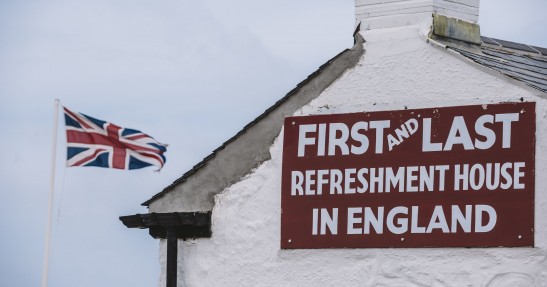 FIRST AND LAST
REFRESHMENT HOUSE
IN ENGLAND